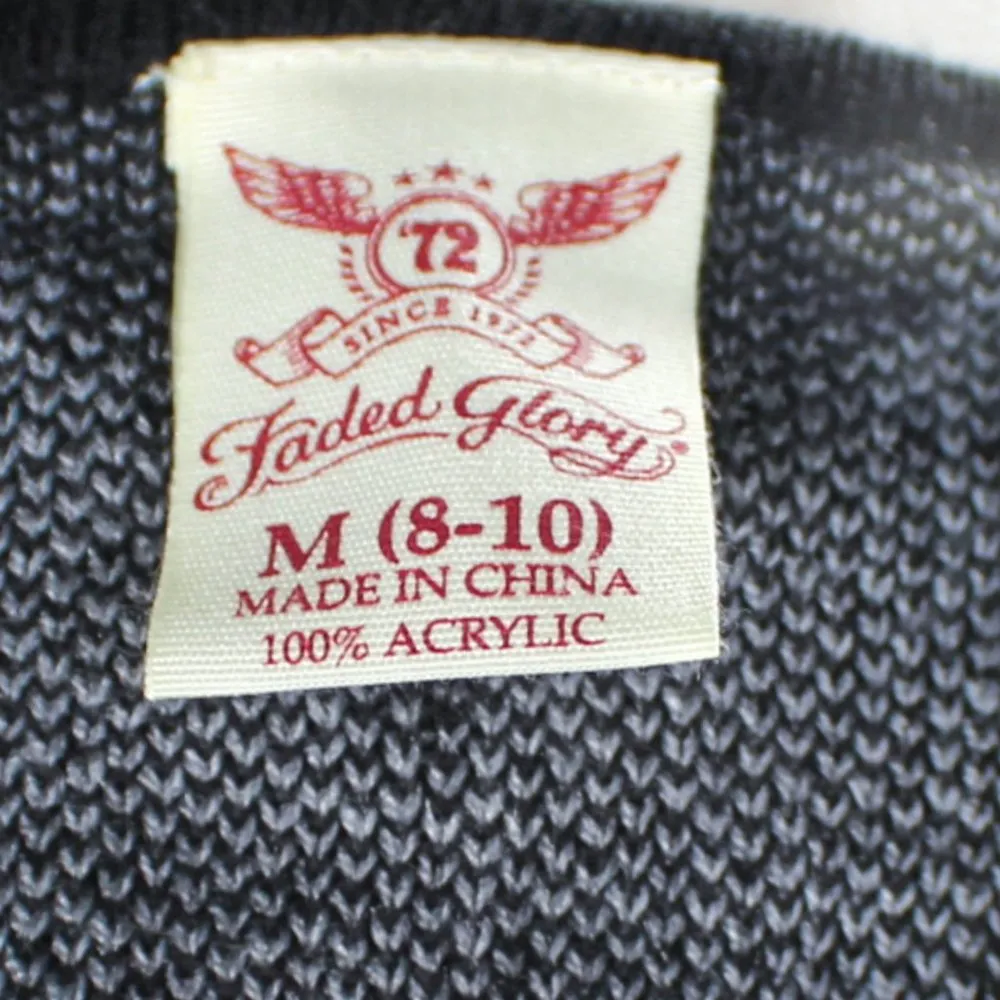 '72
SINCE 1972
Faded Glory®
M (8-10)
MADE IN CHINA
100% ACRYLIC